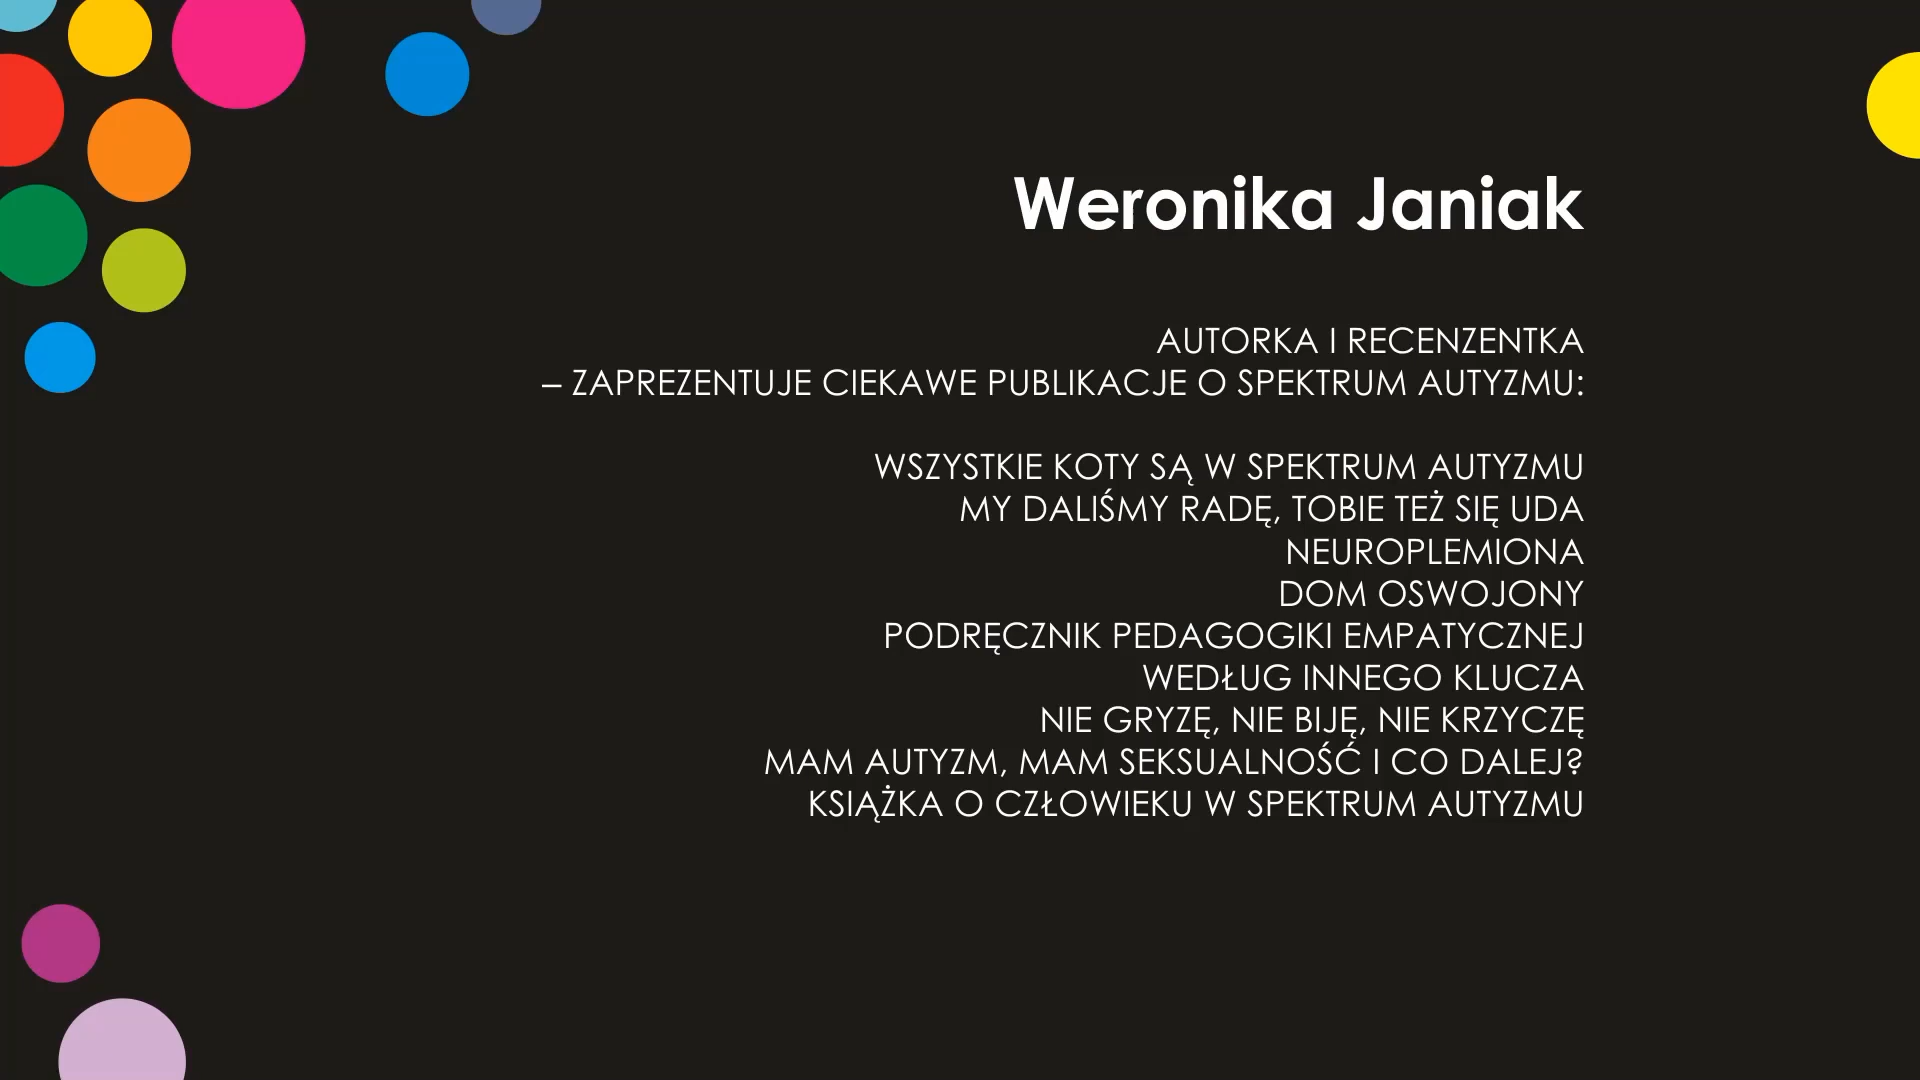 Weronika Janiak
AUTORKA I RECENZENTKA
– ZAPREZENTUJE CIEKAWE PUBLIKACJE O SPEKTRUM AUTYZMU:
WSZYSTKIE KOTY SĄ W SPEKTRUM AUTYZMU
MY DALIŚMY RADĘ, TOBIE TEŻ SIĘ UDA
NEUROPLEMIONA
DOM OSWOJONY
PODRĘCZNIK PEDAGOGIKI EMPATYCZNEJ
WEDŁUG INNEGO KLUCZA
NIE GRYZĘ, NIE BIJĘ, NIE KRZYCZĘ
MAM AUTYZM, MAM SEKSUALNOŚĆ I CO DALEJ?
KSIĄŻKA O CZŁOWIEKU W SPEKTRUM AUTYZMU